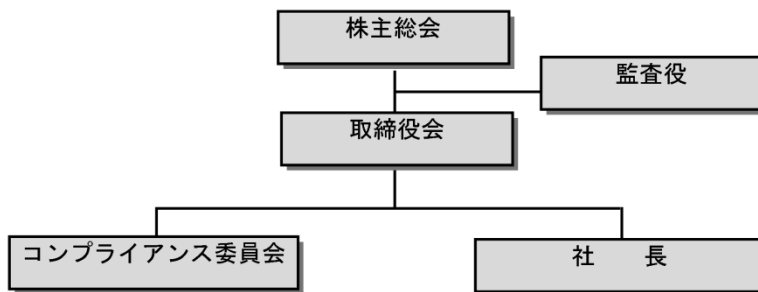 株主総会
監査役
取締役会
コンプライアンス委員会
社　　長